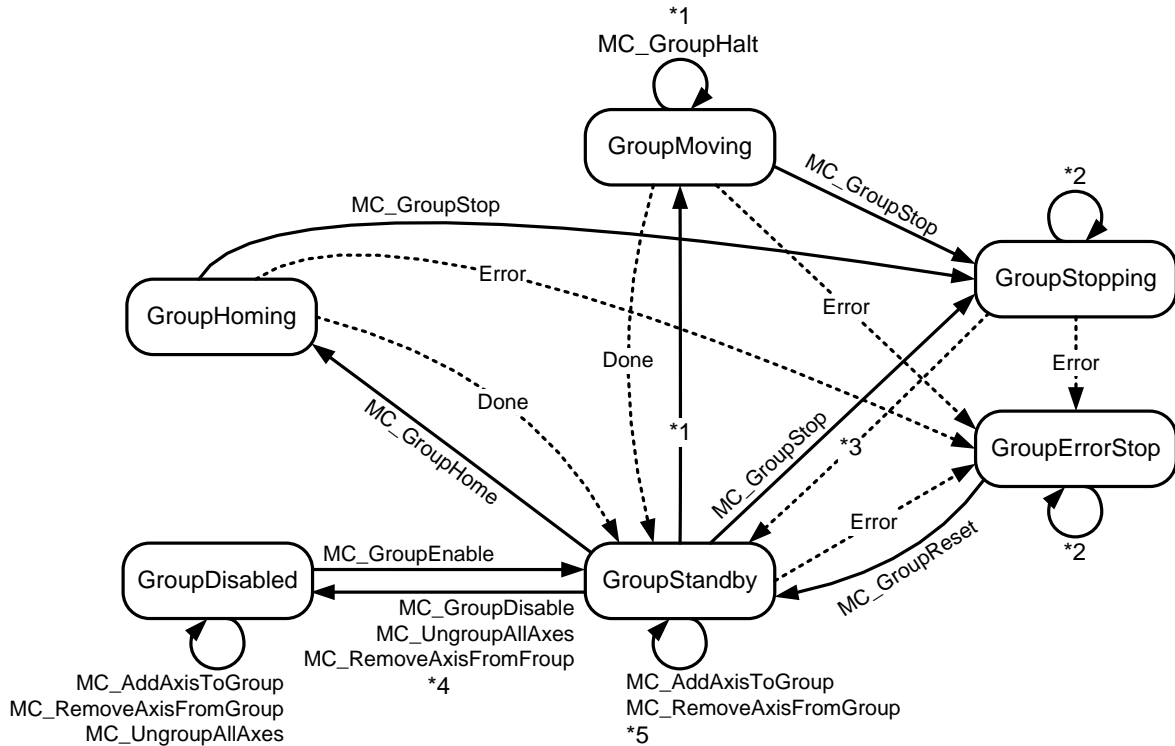 *1
MC_GroupHalt
GroupMoving
MC_GroupStop
*2
MC_GroupStop
GroupStopping
Error
GroupHoming
Error
Done
Error
Done
MC_GroupHome
*1
MC_GroupStop
*3
GroupErrorStop
Error
*2
MC_GroupReset
MC_GroupEnable
GroupDisabled
GroupStandby
MC_GroupDisable
MC_UngroupAllAxes
MC_RemoveAxisFromFroup
*4
MC_AddAxisToGroup
MC_RemoveAxisFromGroup
MC_UngroupAllAxes
MC_AddAxisToGroup
MC_RemoveAxisFromGroup
*5